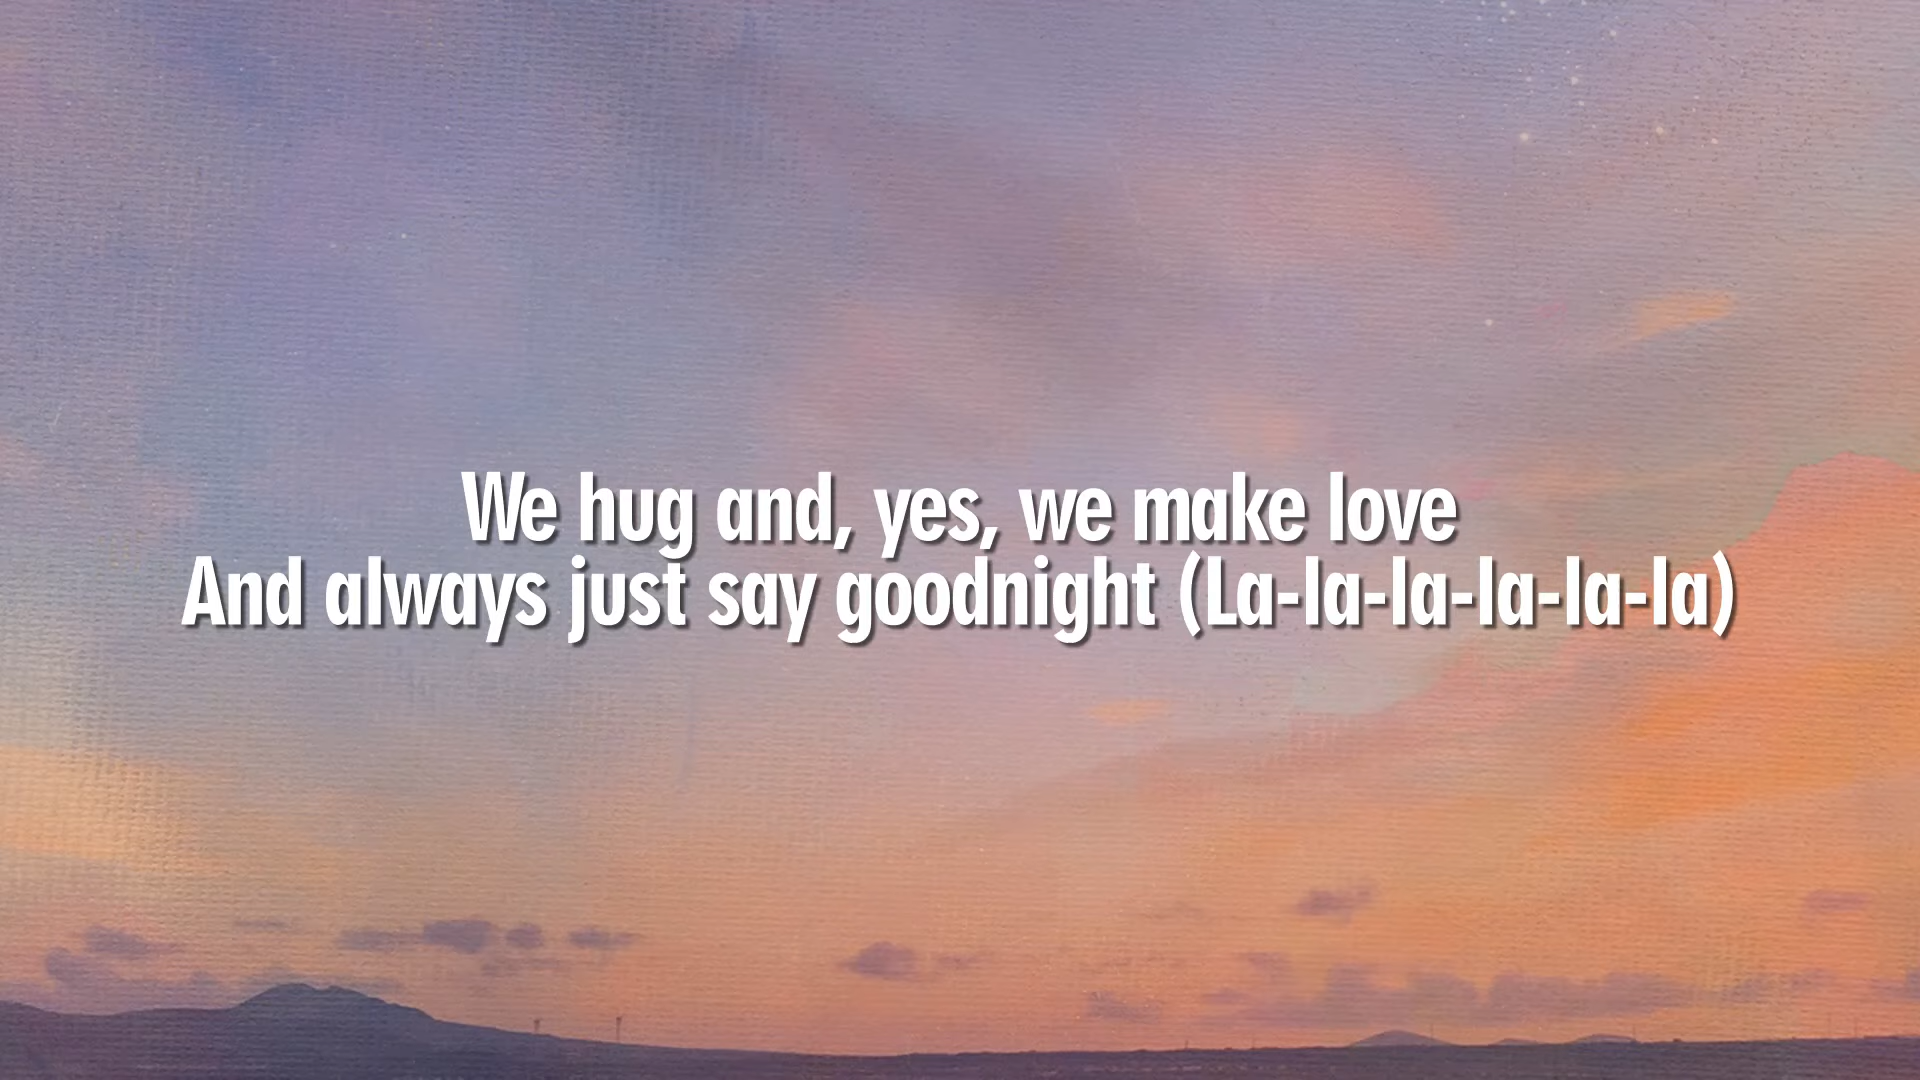 We hug and, yes, we make love
And always just say goodnight (La-la-la-la-la-la)